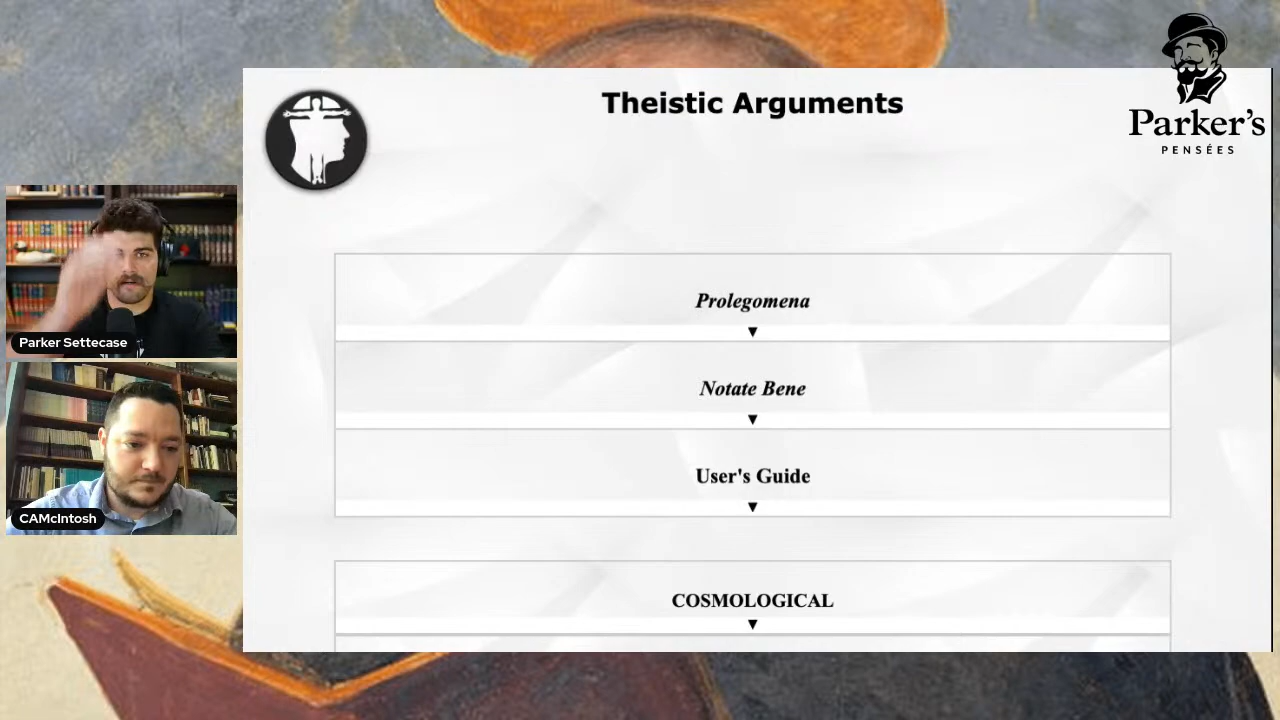 Theistic Arguments
Parker's
PENSÉES
Prolegomena
Notate Bene
User's Guide
COSMOLOGICAL
Parker Settecase
CAMcIntosh